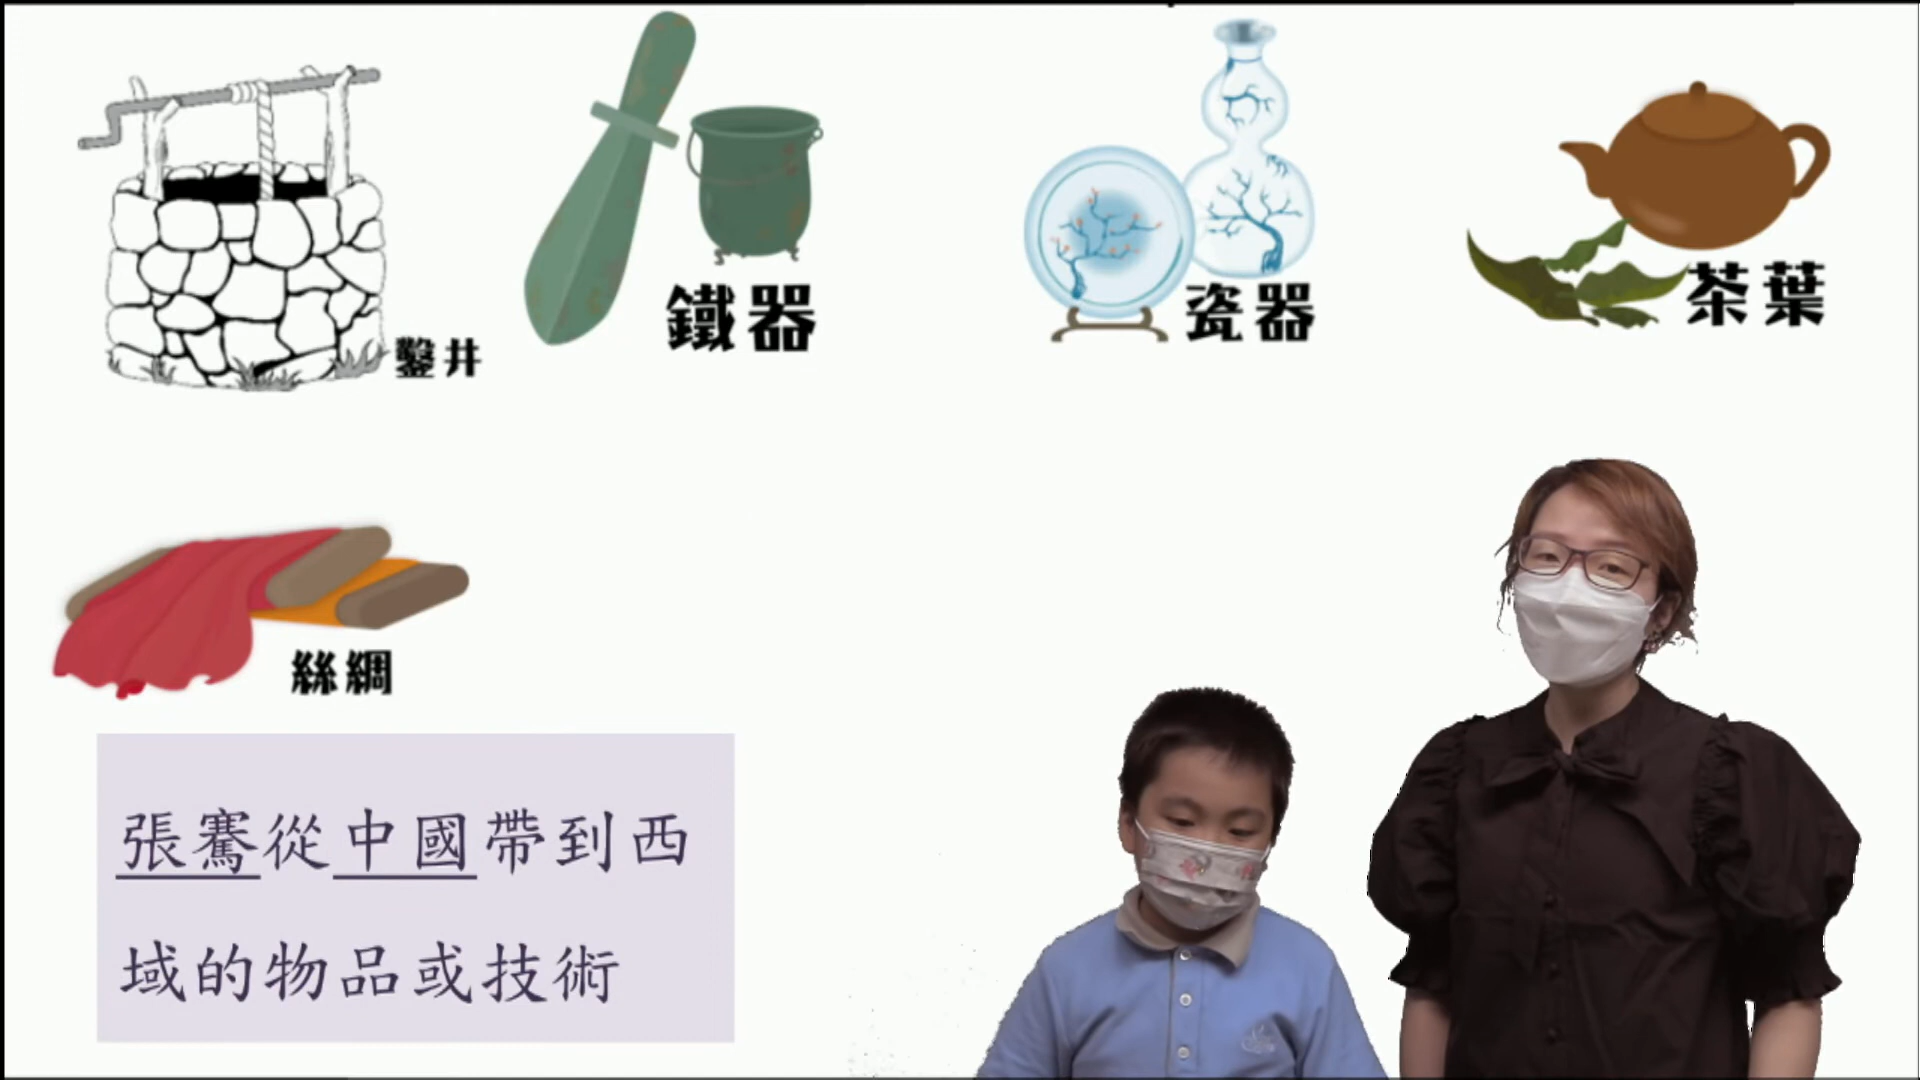 鑿井
鐵器
瓷器
茶葉
絲綢
張騫從中國帶到西
域的物品或技術